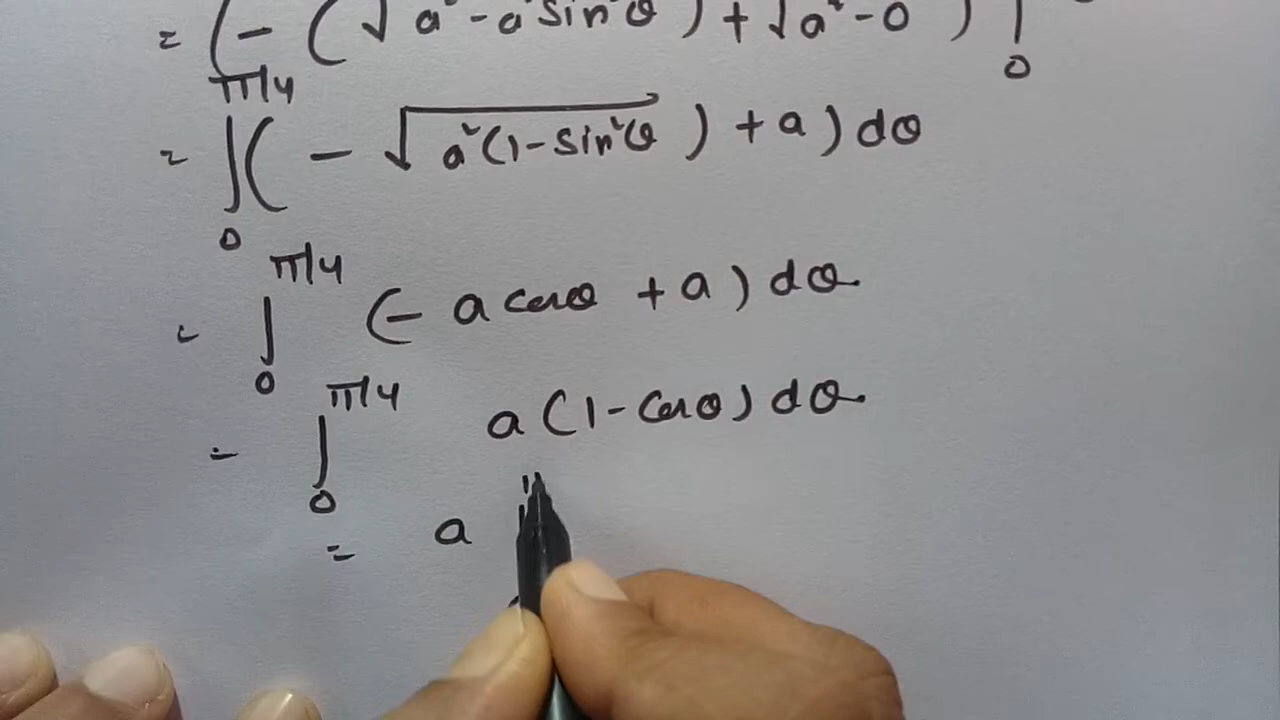 = (- (√a²-a²sin²θ) + √a²-0) |₀
= ∫₀^π/4 (- √a²(1-sin²θ) + a) dθ
= ∫₀^π/4 (- a cosθ + a) dθ
= ∫₀^π/4 a(1-cosθ) dθ
= a